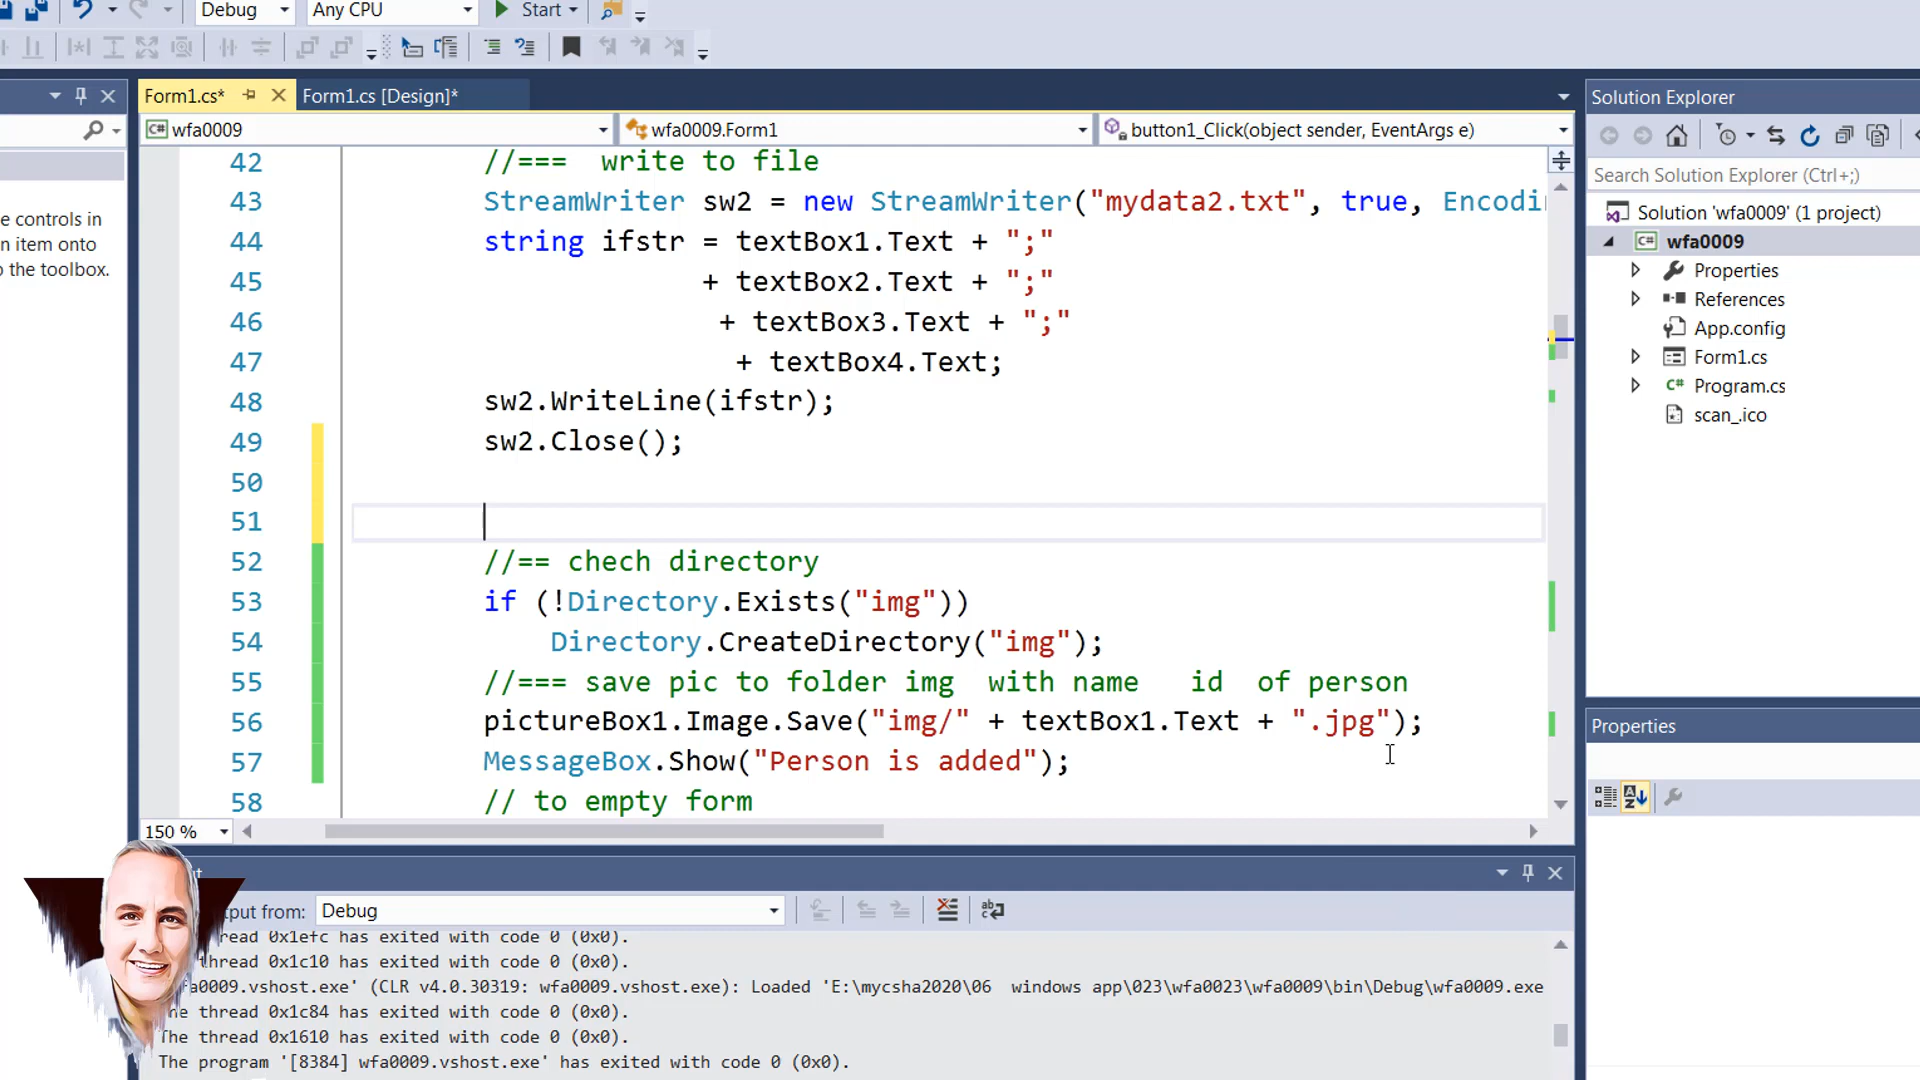 Debug Any CPU Start
Form1.cs* Form1.cs [Design]*
wfa0009 wfa0009.Form1 button1_Click(object sender, EventArgs e)
42 //===  write to file
43 StreamWriter sw2 = new StreamWriter("mydata2.txt", true, Encodi
44 string ifstr = textBox1.Text + ";"
45 + textBox2.Text + ";"
46 + textBox3.Text + ";"
47 + textBox4.Text;
48 sw2.WriteLine(ifstr);
49 sw2.Close();
50
51
52 //== chech directory
53 if (!Directory.Exists("img"))
54 Directory.CreateDirectory("img");
55 //=== save pic to folder img  with name   id  of person
56 pictureBox1.Image.Save("img/" + textBox1.Text + ".jpg");
57 MessageBox.Show("Person is added");
58 // to empty form
150 %
e controls in
n item onto
o the toolbox.
Solution Explorer
Search Solution Explorer (Ctrl+;)
Solution 'wfa0009' (1 project)
wfa0009
Properties
References
App.config
Form1.cs
Program.cs
scan_.ico
Properties
from: Debug
thread 0x1efc has exited with code 0 (0x0).
thread 0x1c10 has exited with code 0 (0x0).
fa0009.vshost.exe' (CLR v4.0.30319: wfa0009.vshost.exe): Loaded 'E:\mycsha2020\06  windows app\023\wfa0023\wfa0009\bin\Debug\wfa0009.exe
he thread 0x1c84 has exited with code 0 (0x0).
The thread 0x1610 has exited with code 0 (0x0).
The program '[8384] wfa0009.vshost.exe' has exited with code 0 (0x0).